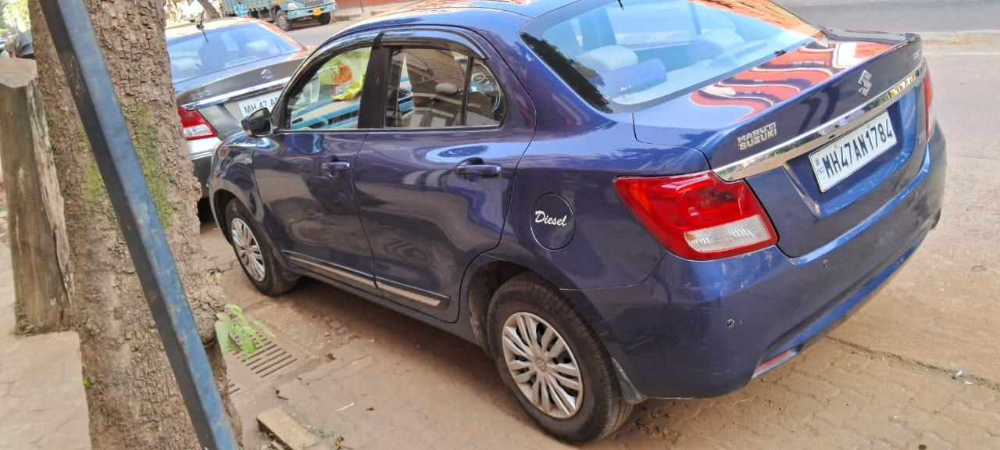 MH 47 A
MARUTI
SUZUKI
MH47AN1784
Diesel